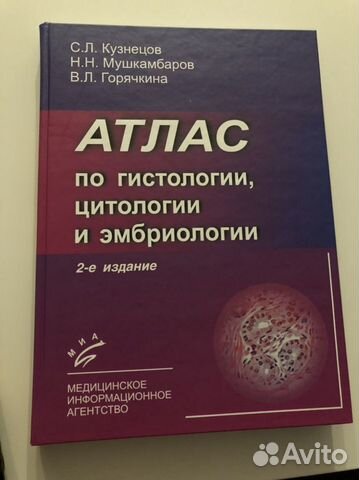 С.Л. Кузнецов
Н.Н. Мушкамбаров
В.Л. Горячкина
АТЛАС
по гистологии,
цитологии
и эмбриологии
2-е издание
МИА
МЕДИЦИНСКОЕ
ИНФОРМАЦИОННОЕ
АГЕНТСТВО
Avito